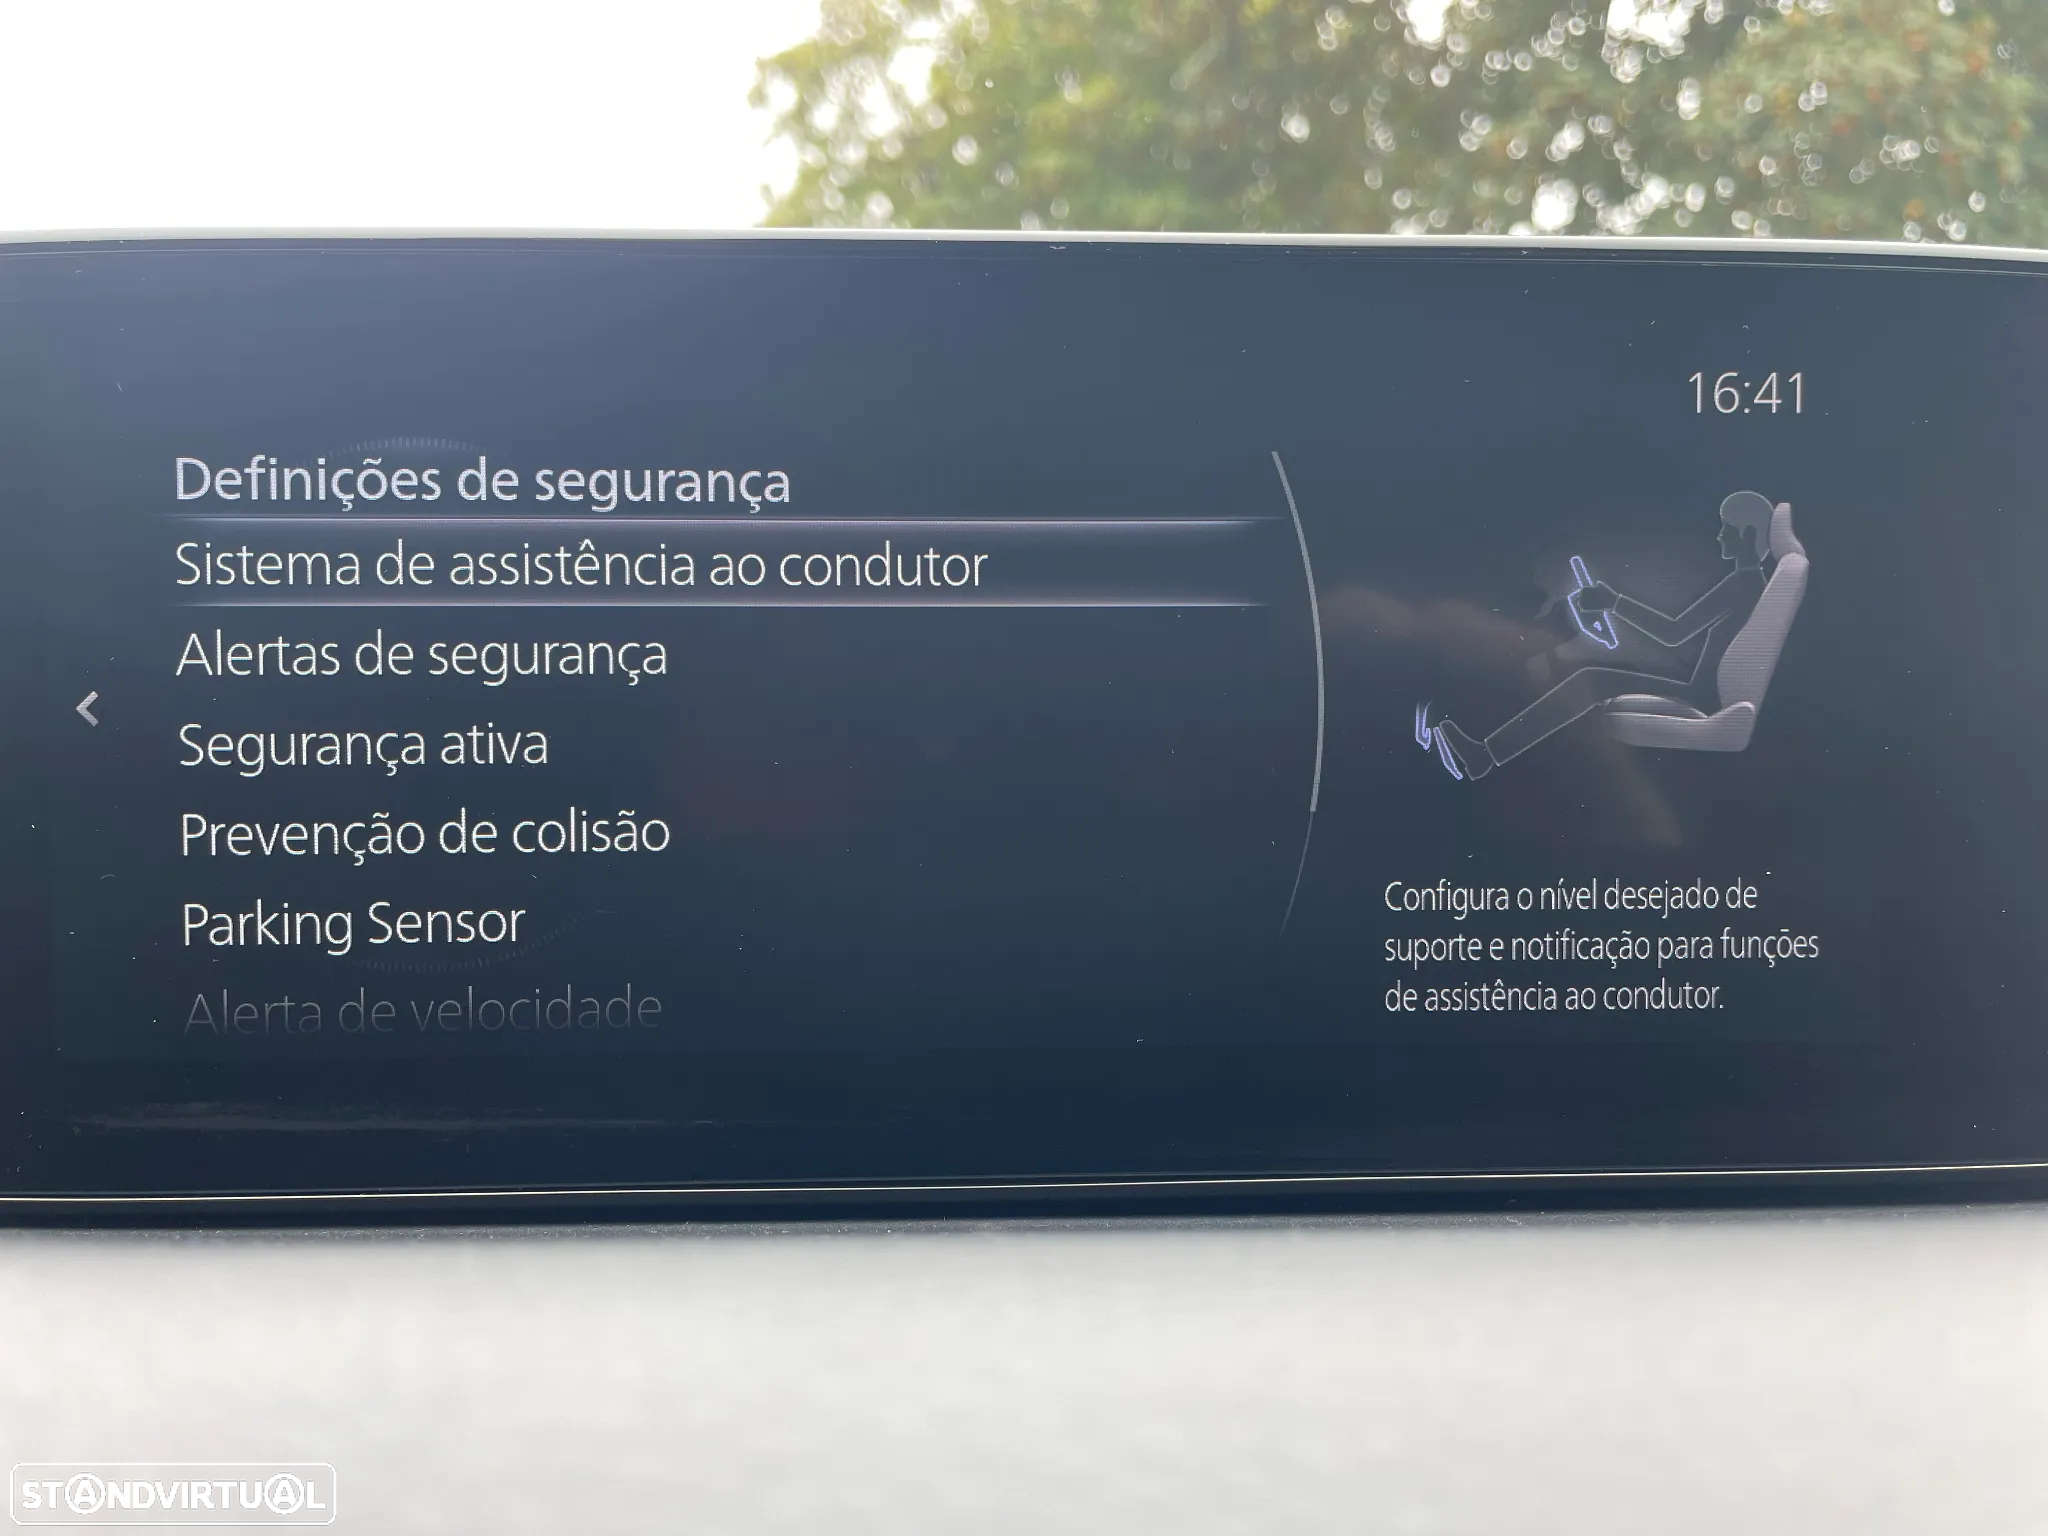 16:41
Definições de segurança
Sistema de assistência ao condutor
Alertas de segurança
Segurança ativa
Prevenção de colisão
Parking Sensor
Alerta de velocidade
Configura o nível desejado de
suporte e notificação para funções
de assistência ao condutor.
STANDVIRTUAL